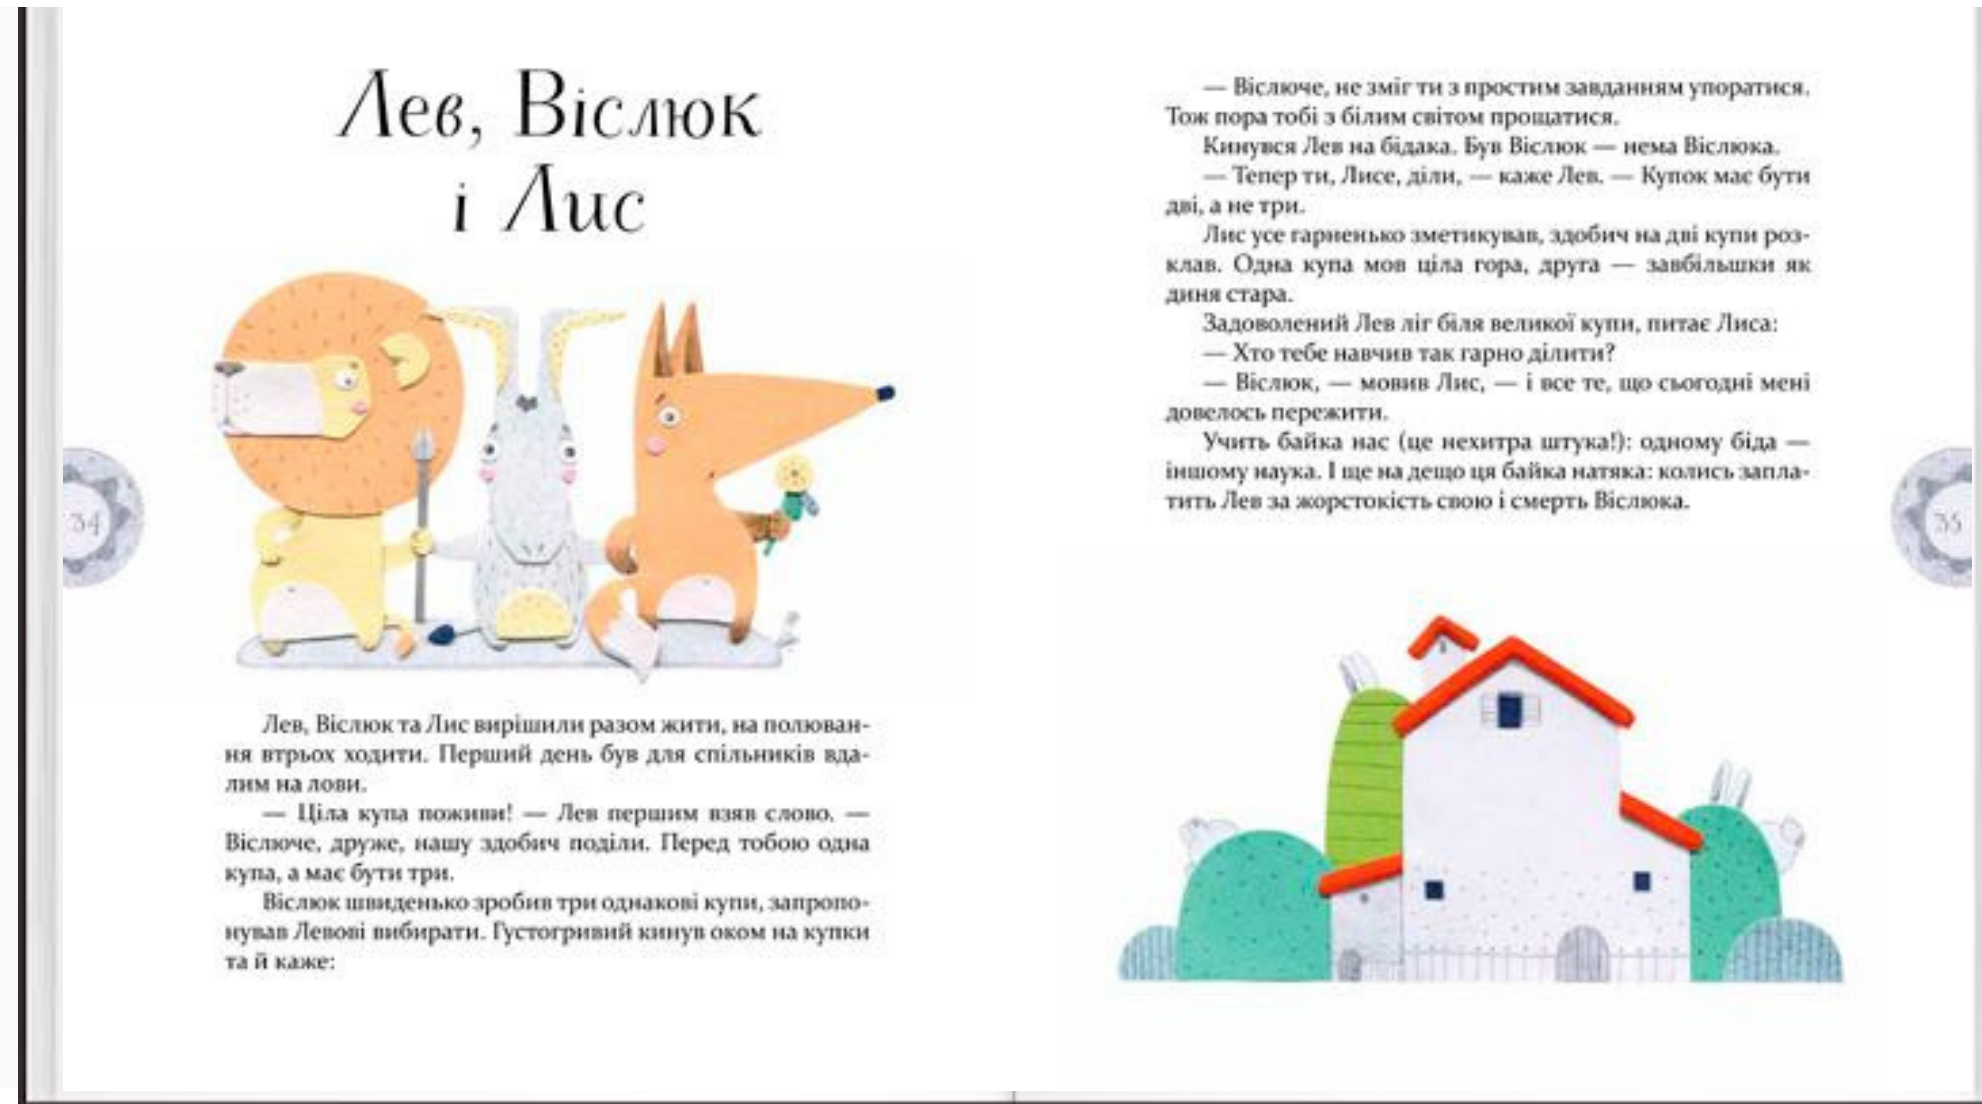 Лев, Віслюк
і Лис
34
Лев, Віслюк та Лис вирішили разом жити, на полюван-
ня втрьох ходити. Перший день був для спільників вда-
лим на лови.
— Ціла купа поживи! — Лев першим взяв слово. —
Віслюче, друже, нашу здобич поділи. Перед тобою одна
купа, а має бути три.
Віслюк швиденько зробив три однакові купи, запропо-
нував Левові вибирати. Густогривий кинув оком на купки
та й каже:
— Віслюче, не зміг ти з простим завданням упоратися.
Тож пора тобі з білим світом прощатися.
Кинувся Лев на бідака. Був Віслюк — нема Віслюка.
— Тепер ти, Лисе, діли, — каже Лев. — Купок має бути
дві, а не три.
Лис усе гарненько зметикував, здобич на дві купи роз-
клав. Одна купа мов ціла гора, друга — завбільшки як
диня стара.
Задоволений Лев ліг біля великої купи, питає Лиса:
— Хто тебе навчив так гарно ділити?
— Віслюк, — мовив Лис, — і все те, що сьогодні мені
довелось пережити.
Учить байка нас (це нехитра штука!): одному біда —
іншому наука. І ще на дещо ця байка натяка: колись запла-
тить Лев за жорстокість свою і смерть Віслюка.
35